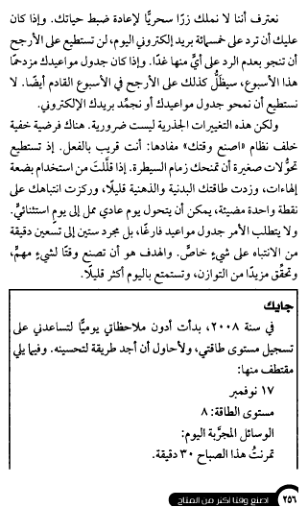 نعترف أننا لا نملك زرًّا سحريًّا لإعادة ضبط حياتك. وإذا كان
عليك أن ترد على خمسمائة بريد إلكتروني اليوم، لن تستطيع على الأرجح
أن تنجو بعدم الرد على أيٍّ منها غدًا. وإذا كان جدول مواعيدك مزدحمًا
هذا الأسبوع، سيظلُّ كذلك على الأرجح في الأسبوع القادم أيضًا. لا
نستطيع أن نمحو جدول مواعيدك أو نجمِّد بريدك الإلكتروني.
ولكن هذه التغييرات الجذرية ليست ضرورية. هناك فرضية خفية
خلف نظام «اصنع وقتك» مفادها: أنت قريب بالفعل. إذ تستطيع
تحوُّلات صغيرة أن تمنحك زمام السيطرة. إذا قلَّلتَ من استخدام بضعة
إلهاءات، وزدت طاقتك البدنية والذهنية قليلًا، وركزت انتباهك على
نقطة واحدة مضيئة، يمكن أن يتحول يوم عادي ممل إلى يومٍ استثنائيٍّ.
ولا يتطلب الأمر جدول مواعيد فارغًا، بل مجرد ستين إلى تسعين دقيقة
من الانتباه على شيءٍ خاصٍّ. والهدف هو أن تصنع وقتًا لشيءٍ مهمٍّ،
وتحقِّق مزيدًا من التوازن، وتستمتع باليوم أكثر قليلًا.
جايك
في سنة ٢٠٠٨، بدأت أدون ملاحظاتي يوميًّا لتساعدني على
تسجيل مستوى طاقتي، ولأحاول أن أجد طريقة لتحسينه. وفيما يلي
مقتطف منها:
١٧ نوفمبر
مستوى الطاقة: ٨
الوسائل المجرَّبة اليوم:
تمرنتُ هذا الصباح ٣٠ دقيقة.
٢٥٦ اصنع وقتًا أكثر من المتاح